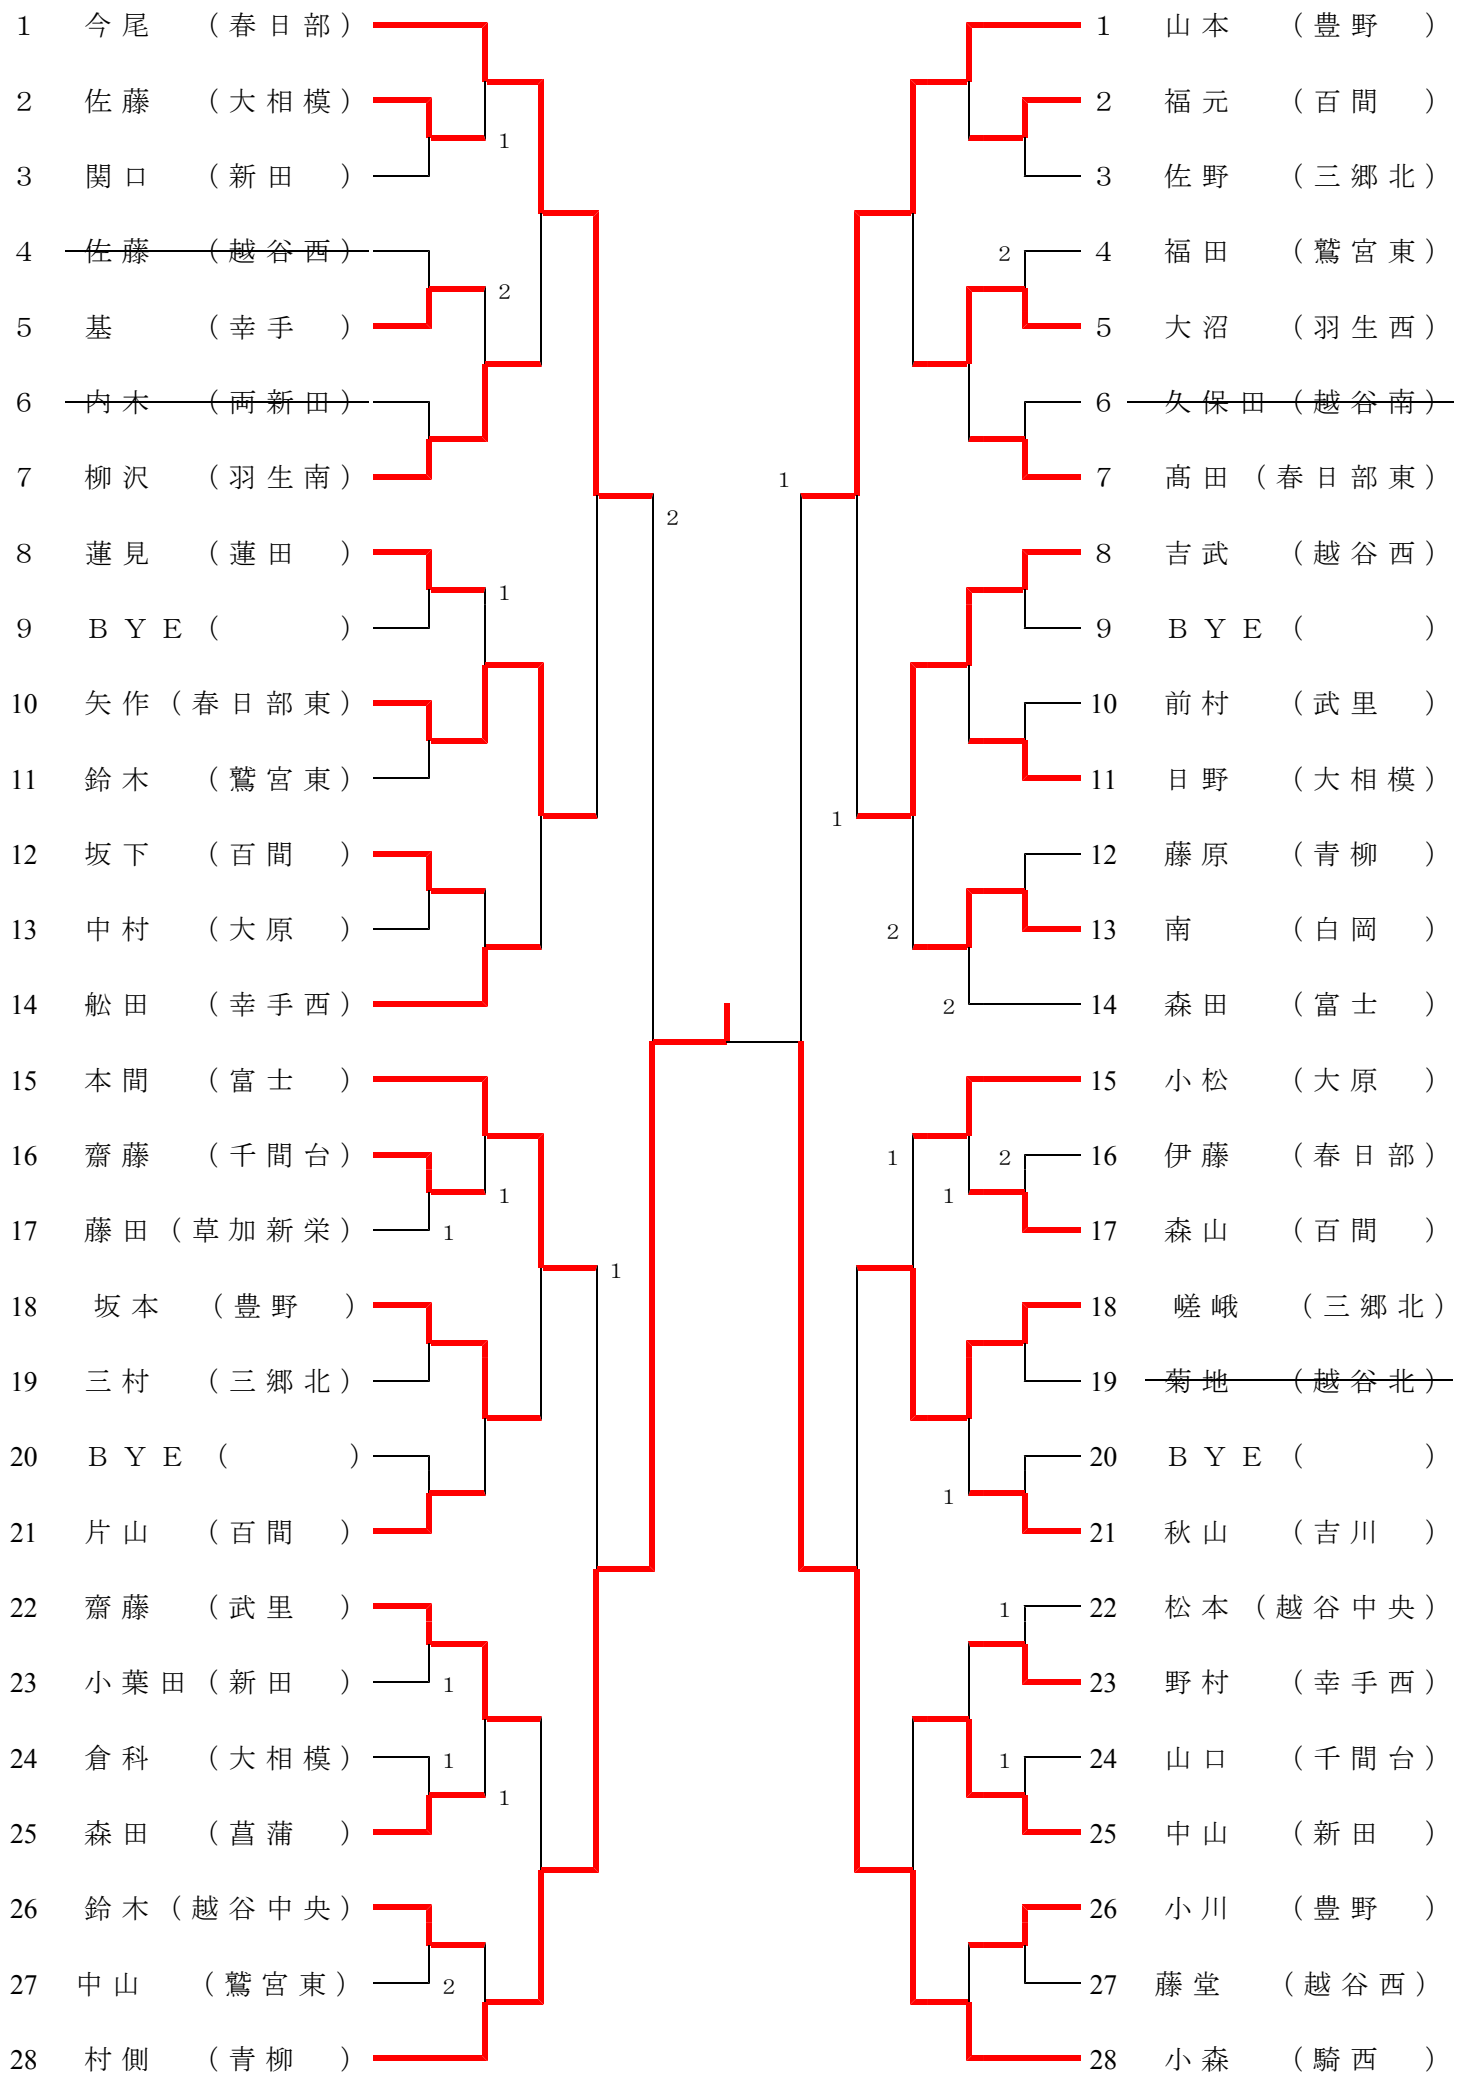 1 今尾 （春日部）
2 佐藤 （大相模）
3 関口 （新田 ）
1
4 佐藤 （越谷西）
5 基 （幸手 ）
2
6 内木 （両新田）
7 柳沢 （羽生南）
2
8 蓮見 （蓮田 ）
9 ＢＹＥ（ ）
1
10 矢作（春日部東）
11 鈴木 （鷲宮東）
12 坂下 （百間 ）
13 中村 （大原 ）
14 舩田 （幸手西）
15 本間 （富士 ）
16 齋藤 （千間台）
1
17 藤田（草加新栄）
1
18 坂本 （豊野 ）
1
19 三村 （三郷北）
20 ＢＹＥ （ ）
21 片山 （百間 ）
22 齋藤 （武里 ）
23 小葉田（新田 ）
1
24 倉科 （大相模）
1
25 森田 （菖蒲 ）
1
26 鈴木（越谷中央）
27 中山 （鷲宮東）
2
28 村側 （青柳 ）
1 山本 （豊野 ）
2 福元 （百間 ）
3 佐野 （三郷北）
2
4 福田 （鷲宮東）
5 大沼 （羽生西）
6 久保田（越谷南）
1
7 髙田（春日部東）
8 吉武 （越谷西）
9 ＢＹＥ（ ）
10 前村 （武里 ）
11 日野 （大相模）
1
12 藤原 （青柳 ）
2
13 南 （白岡 ）
2
14 森田 （富士 ）
15 小松 （大原 ）
1
2
16 伊藤 （春日部）
1
17 森山 （百間 ）
18 嵯峨 （三郷北）
19 菊地 （越谷北）
20 ＢＹＥ（ ）
1
21 秋山 （吉川 ）
1
22 松本（越谷中央）
23 野村 （幸手西）
1
24 山口 （千間台）
25 中山 （新田 ）
26 小川 （豊野 ）
27 藤堂 （越谷西）
28 小森 （騎西 ）